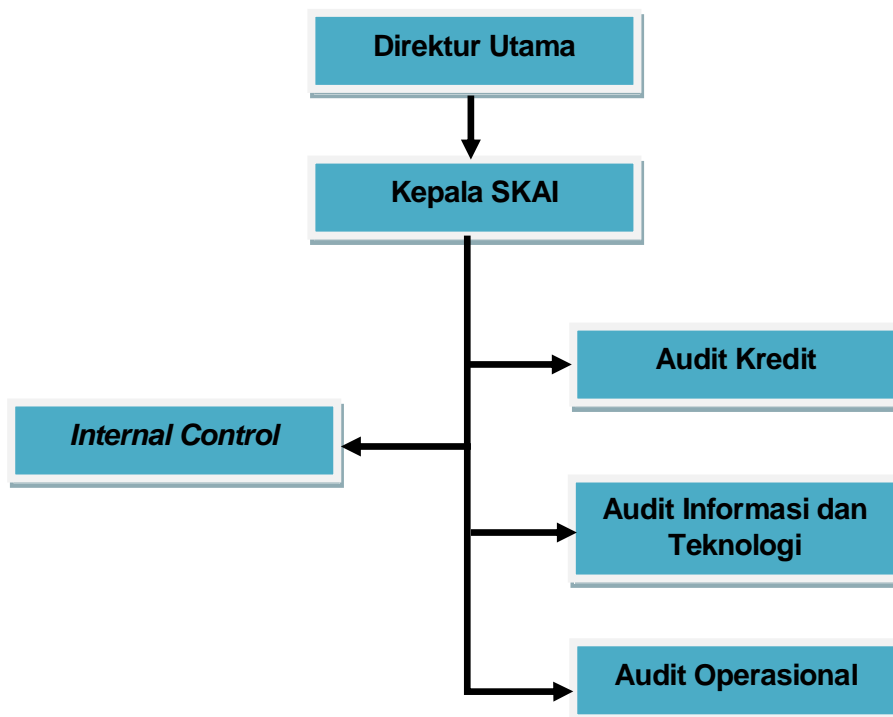 Direktur Utama
Kepala SKAI
Audit Kredit
Internal Control
Audit Informasi dan
Teknologi
Audit Operasional